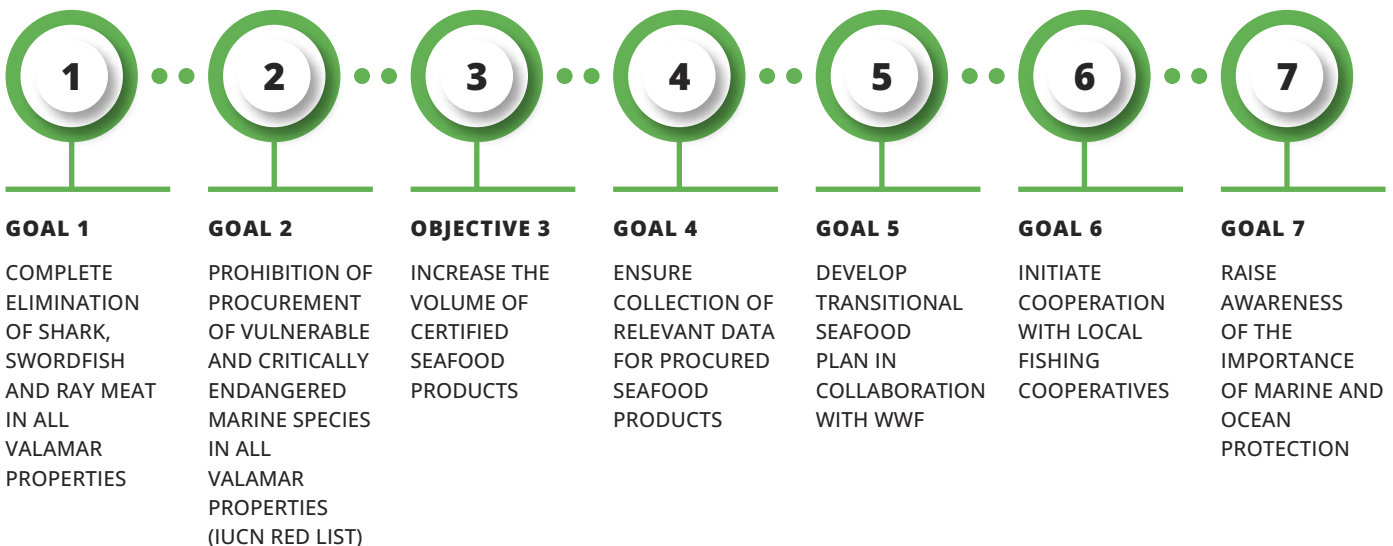 1
2
3
4
5
6
7
GOAL 1
COMPLETE
ELIMINATION
OF SHARK,
SWORDFISH
AND RAY MEAT
IN ALL
VALAMAR
PROPERTIES
GOAL 2
PROHIBITION OF
PROCUREMENT
OF VULNERABLE
AND CRITICALLY
ENDANGERED
MARINE SPECIES
IN ALL
VALAMAR
PROPERTIES
(IUCN RED LIST)
OBJECTIVE 3
INCREASE THE
VOLUME OF
CERTIFIED
SEAFOOD
PRODUCTS
GOAL 4
ENSURE
COLLECTION OF
RELEVANT DATA
FOR PROCURED
SEAFOOD
PRODUCTS
GOAL 5
DEVELOP
TRANSITIONAL
SEAFOOD
PLAN IN
COLLABORATION
WITH WWF
GOAL 6
INITIATE
COOPERATION
WITH LOCAL
FISHING
COOPERATIVES
GOAL 7
RAISE
AWARENESS
OF THE
IMPORTANCE
OF MARINE AND
OCEAN
PROTECTION